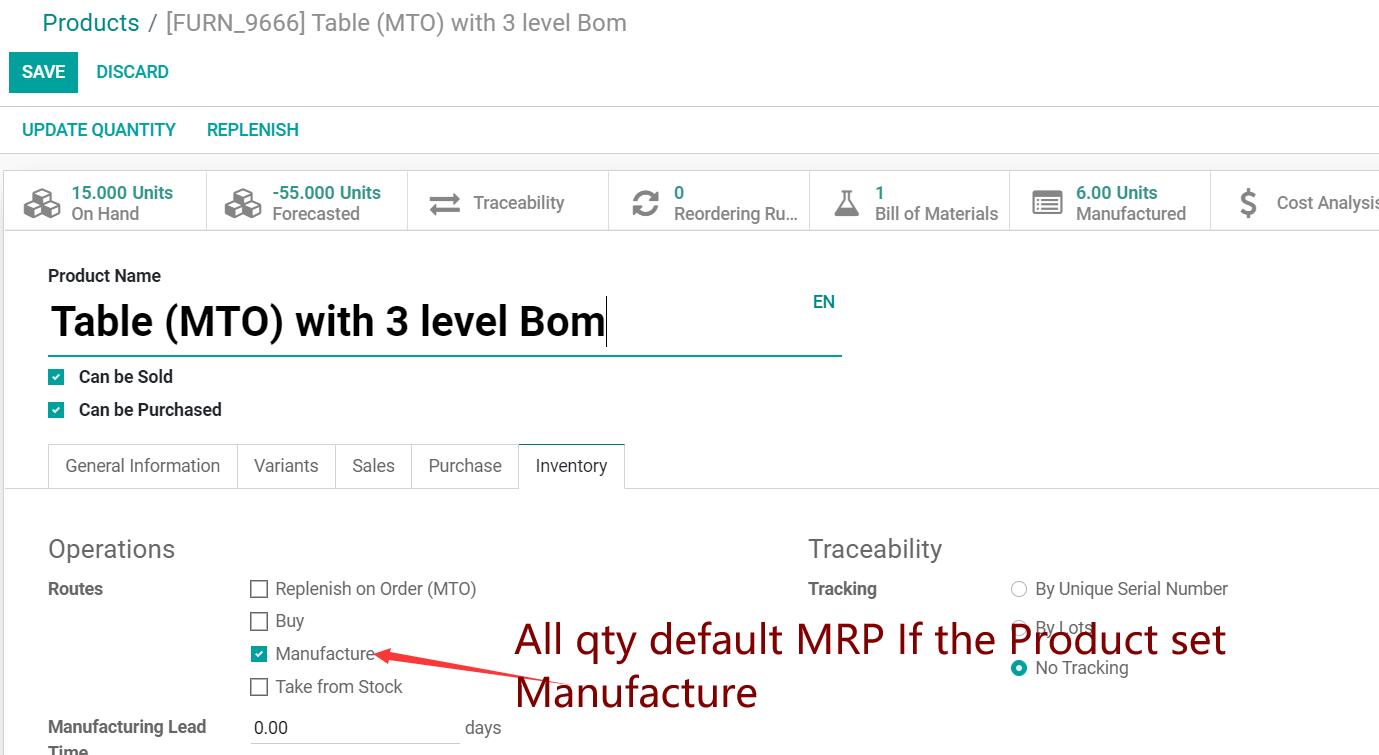 Products / [FURN_9666] Table (MTO) with 3 level Bom
SAVE DISCARD
UPDATE QUANTITY REPLENISH
15.000 Units
On Hand
-55.000 Units
Forecasted
Traceability
0
Reordering Ru...
1
Bill of Materials
6.00 Units
Manufactured
Cost Analysis
Product Name
Table (MTO) with 3 level Bom
EN
Can be Sold
Can be Purchased
General Information Variants Sales Purchase Inventory
Operations
Routes
Replenish on Order (MTO)
Buy
Manufacture
Take from Stock
Manufacturing Lead
Time
0.00 days
Traceability
Tracking
By Unique Serial Number
By Lots
No Tracking
All qty default MRP If the Product set
Manufacture